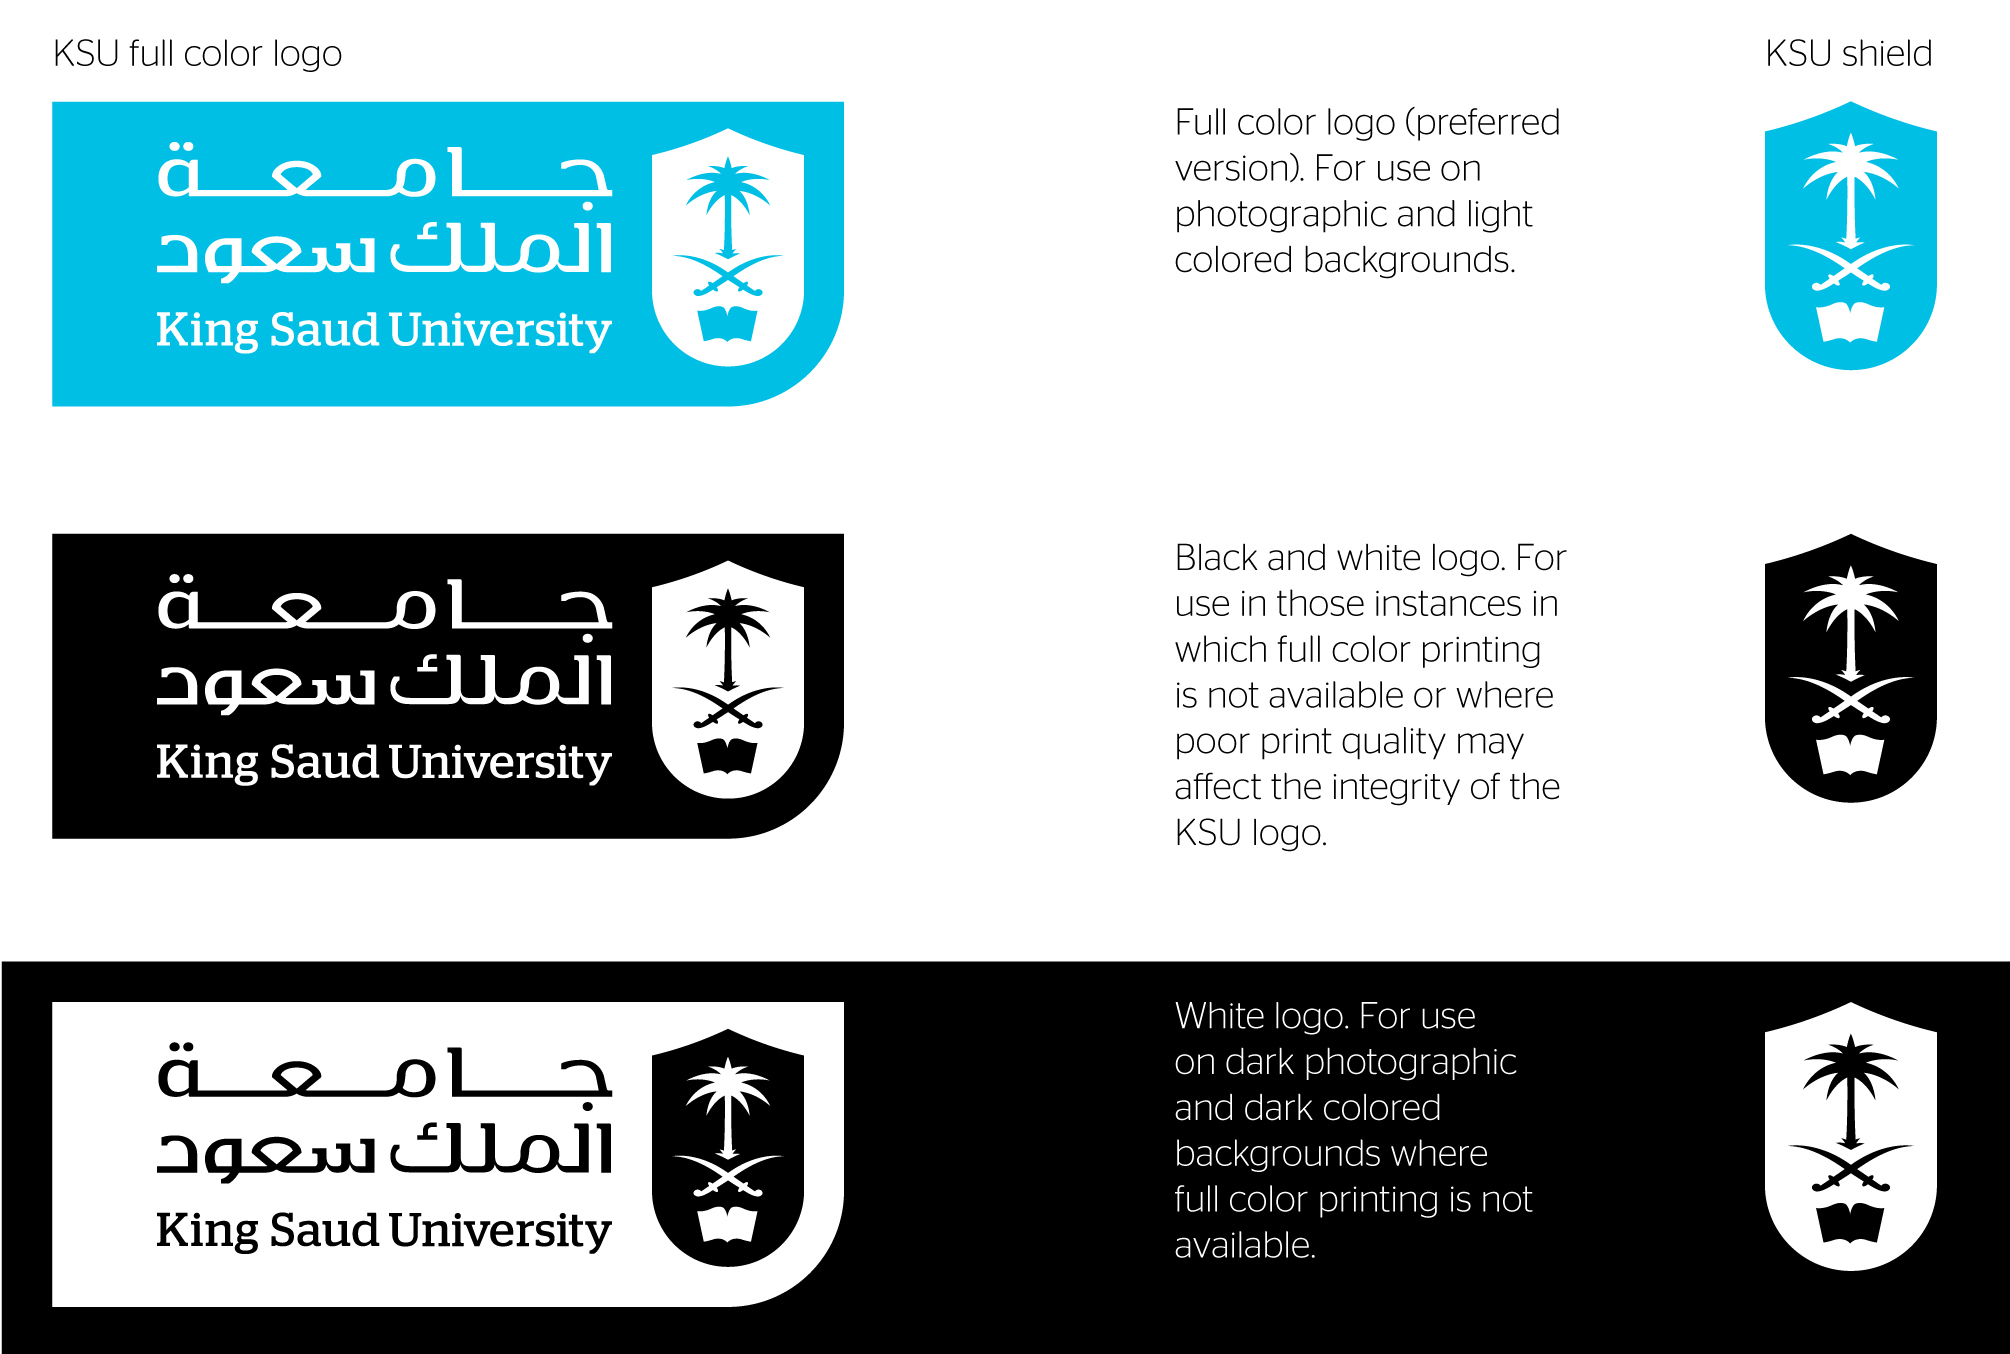 KSU full color logo
KSU shield
جامعة
الملك سعود
King Saud University
Full color logo (preferred
version). For use on
photographic and light
colored backgrounds.
جامعة
الملك سعود
King Saud University
Black and white logo. For
use in those instances in
which full color printing
is not available or where
poor print quality may
affect the integrity of the
KSU logo.
جامعة
الملك سعود
King Saud University
White logo. For use
on dark photographic
and dark colored
backgrounds where
full color printing is not
available.